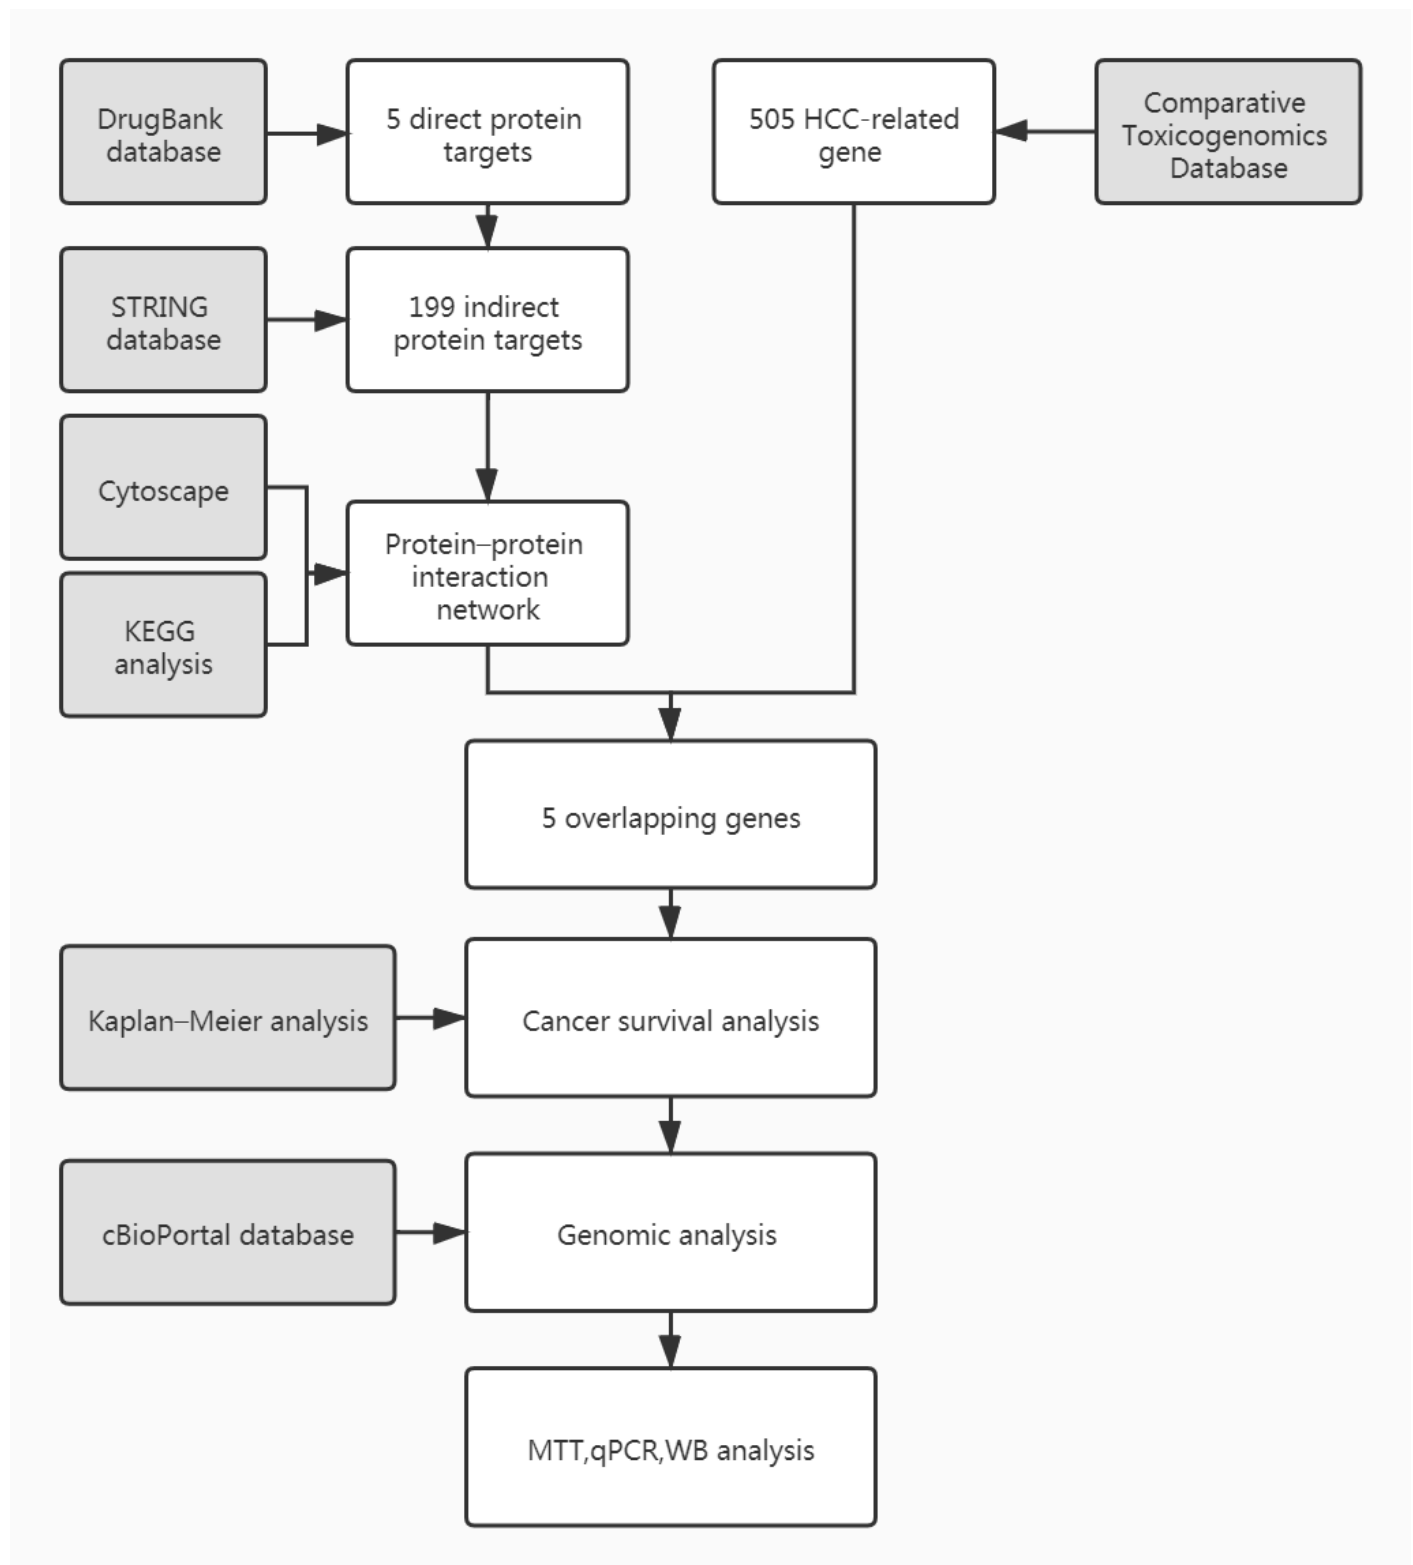 DrugBank
database
5 direct protein
targets
505 HCC-related
gene
Comparative
Toxicogenomics
Database
STRING
database
199 indirect
protein targets
Cytoscape
KEGG
analysis
Protein–protein
interaction
network
5 overlapping genes
Kaplan–Meier analysis
Cancer survival analysis
cBioPortal database
Genomic analysis
MTT,qPCR,WB analysis